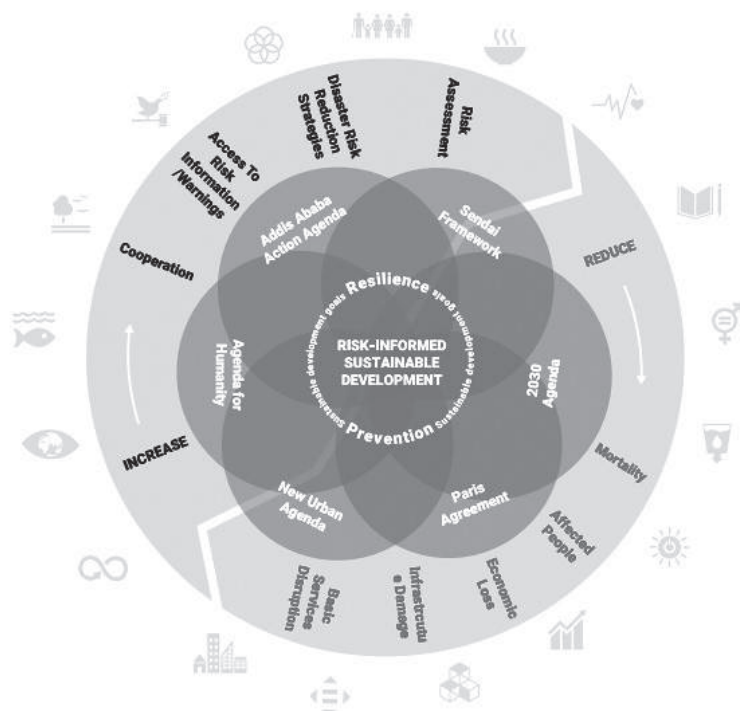 Disaster Risk
Reduction
Strategies
Risk
Assessment
Access To
Risk
Information
/Warnings
Cooperation
INCREASE
REDUCE
Mortality
Affected
People
Economic
Loss
Infrastrcutu
e Damage
Basic
Services
Disruption
Addis Ababa
Action Agenda
Sendai
Framework
2030
Agenda
Paris
Agreement
New Urban
Agenda
Agenda for
Humanity
Resilience
Sustainable development goals
Sustainable development goals
RISK-INFORMED
SUSTAINABLE
DEVELOPMENT
Prevention